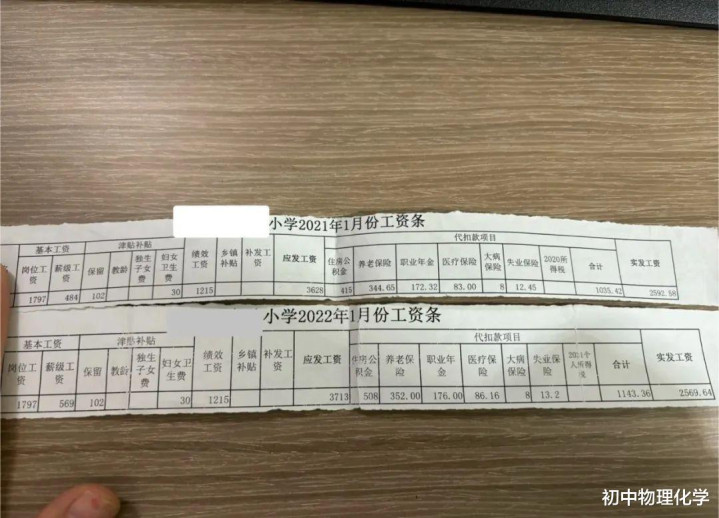 小学2021年1月份工资条
基本工资 津贴补贴 绩效工资 乡镇补贴 补发工资 应发工资 代扣款项目 实发工资
岗位工资 薪级工资 保留 教龄 独生子女费 妇女卫生费 住房公积金 养老保险 职业年金 医疗保险 大病保险 失业保险 2020所得税 合计
1797 484 102 30 1215 3628 415 344.65 172.32 83.00 8 12.45 1035.42 2592.58
小学2022年1月份工资条
基本工资 津贴补贴 绩效工资 乡镇补贴 补发工资 应发工资 代扣款项目 实发工资
岗位工资 薪级工资 保留 教龄 独生子女费 妇女卫生费 住房公积金 养老保险 职业年金 医疗保险 大病保险 失业保险 2021个人所得税 合计
1797 569 102 30 1215 3713 508 352.00 176.00 86.16 8 13.2 1143.36 2569.64
初中物理化学